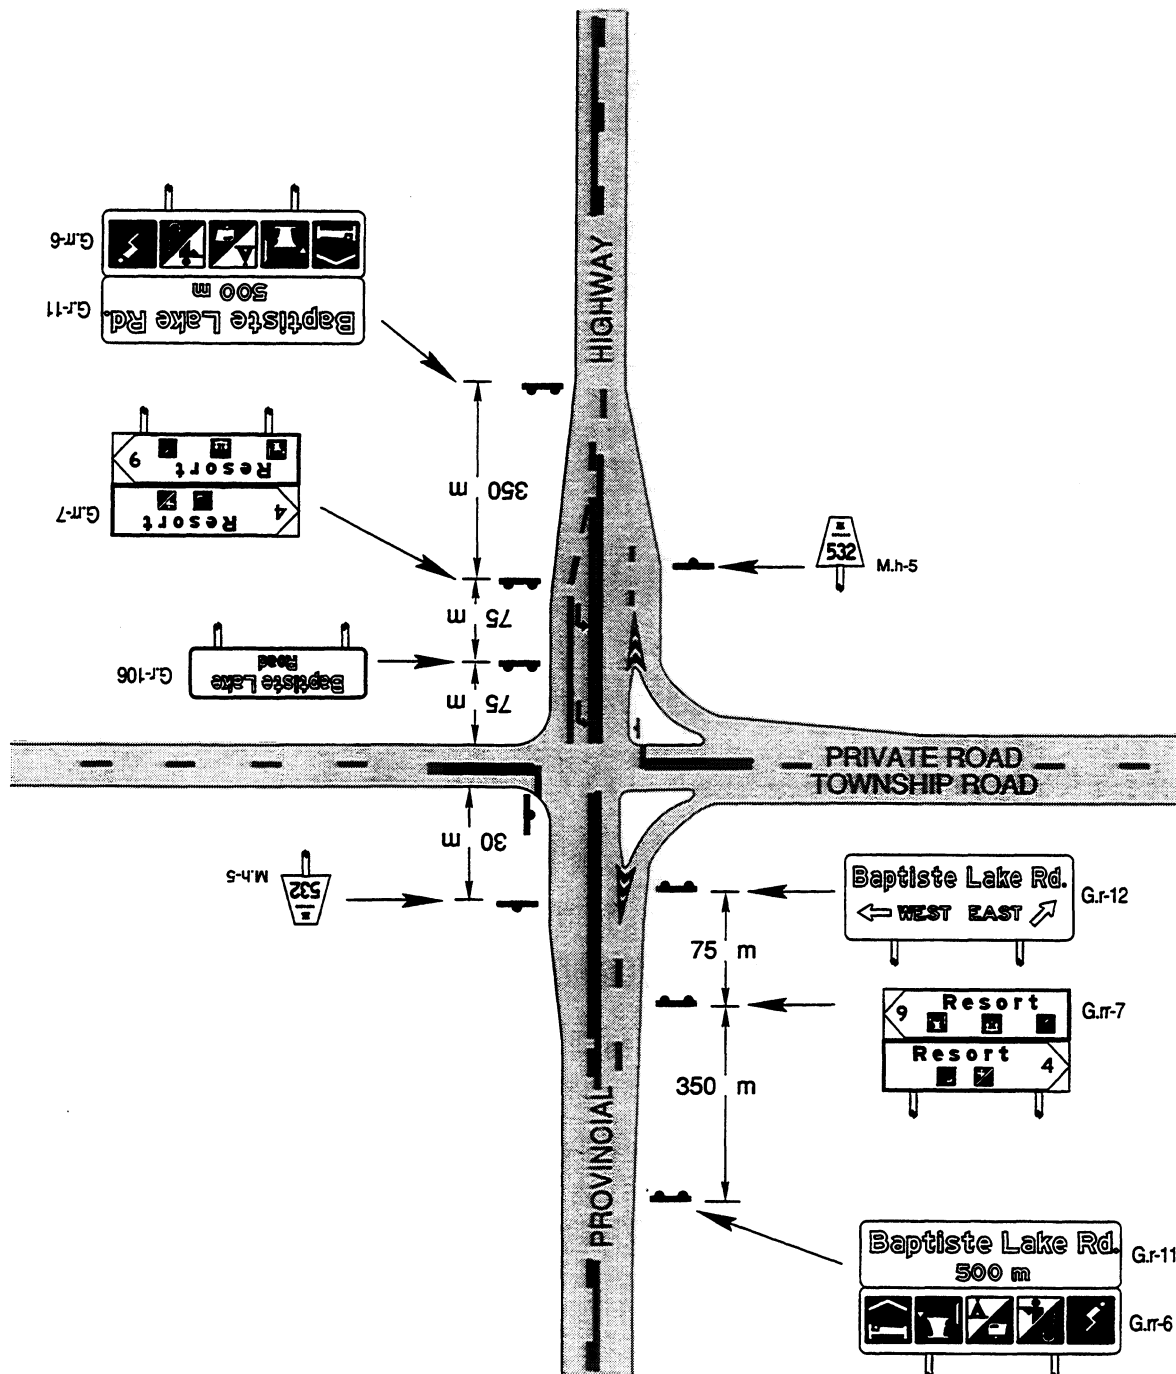 HIGHWAY
G.rr-6
G.r-11
Baptiste Lake Rd.
500 m
350 m
G.rr-7
9 Resort
Resort 4
532
M.h-5
75 m
G.r-106
Baptiste Lake
Road
75 m
PRIVATE ROAD
TOWNSHIP ROAD
30 m
M.h-5
532
Baptiste Lake Rd.
WEST EAST
G.r-12
75 m
9 Resort
Resort 4
G.rr-7
350 m
PROVINCIAL
Baptiste Lake Rd.
500 m
G.r-11
G.rr-6